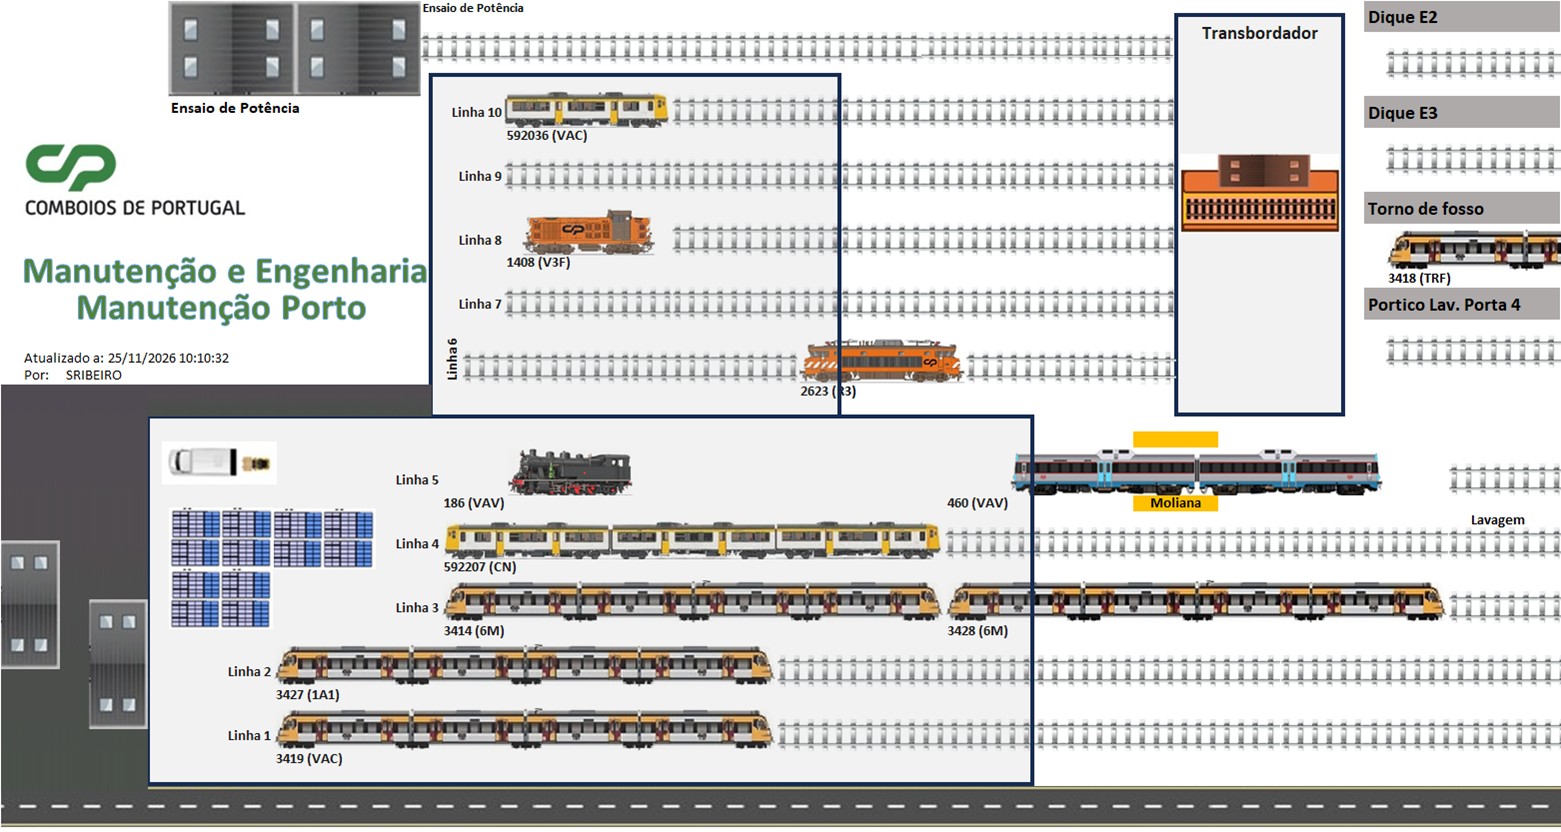 Ensaio de Potência
Transbordador
Dique E2
Ensaio de Potência
Linha 10
592036 (VAC)
Dique E3
CP
COMBOIOS DE PORTUGAL
Linha 9
Torno de fosso
Linha 8
CP
1408 (V3F)
3418 (TRF)
Manutenção e Engenharia
Manutenção Porto
Linha 7
Portico Lav. Porta 4
Atualizado a: 25/11/2026 10:10:32
Por: SRIBEIRO
Linha 6
CP
2623 (R3)
Linha 5
186 (VAV)
460 (VAV)
Moliana
Lavagem
Linha 4
592207 (CN)
Linha 3
3414 (6M)
3428 (6M)
Linha 2
3427 (1A1)
Linha 1
3419 (VAC)